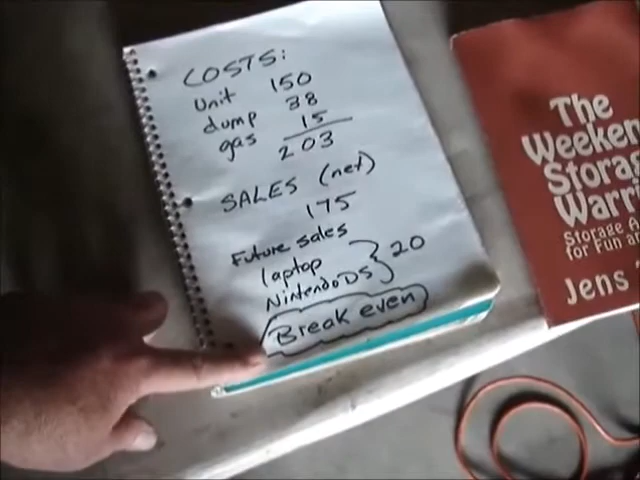 COSTS:
Unit 150
dump 38
gas 15
203
SALES (net)
175
Future sales
laptop
Nintendo DS } 20
Break even
The
Weeken
Storag
Warri
Storage A
for Fun an
Jens